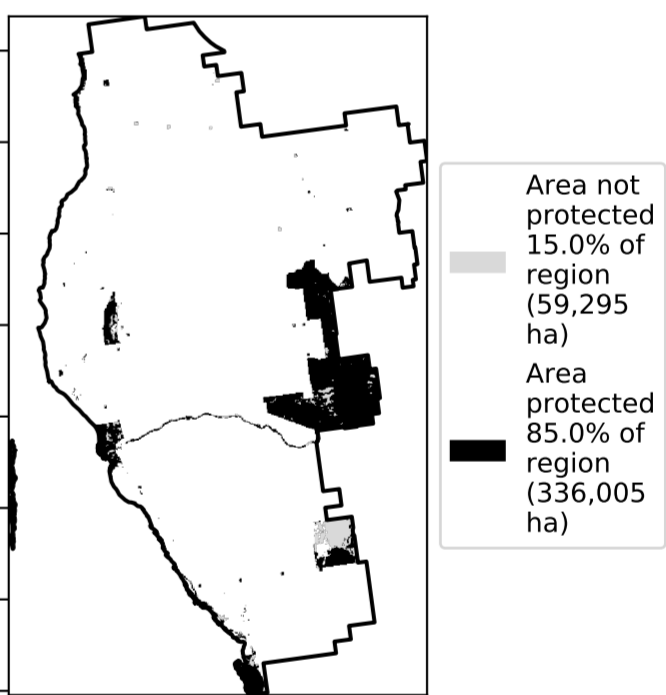 Area not
protected
15.0% of
region
(59,295
ha)
Area
protected
85.0% of
region
(336,005
ha)